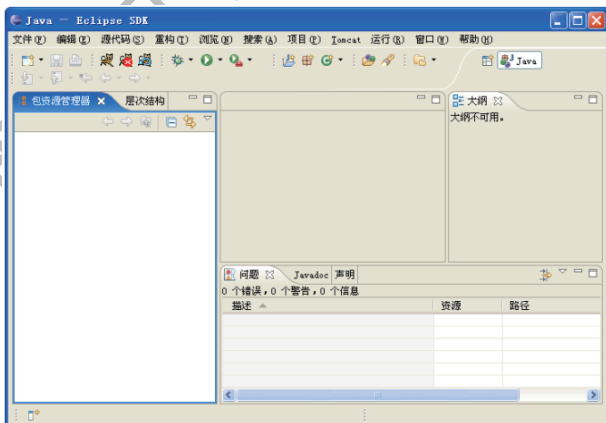 Java - Eclipse SDK
文件(F) 编辑(E) 源代码(S) 重构(T) 浏览(N) 搜索(A) 项目(P) Tomcat 运行(R) 窗口(W) 帮助(H)
Java
包资源管理器 层次结构
大纲
大纲不可用。
问题 Javadoc 声明
0 个错误，0 个警告，0 个信息
描述 资源 路径